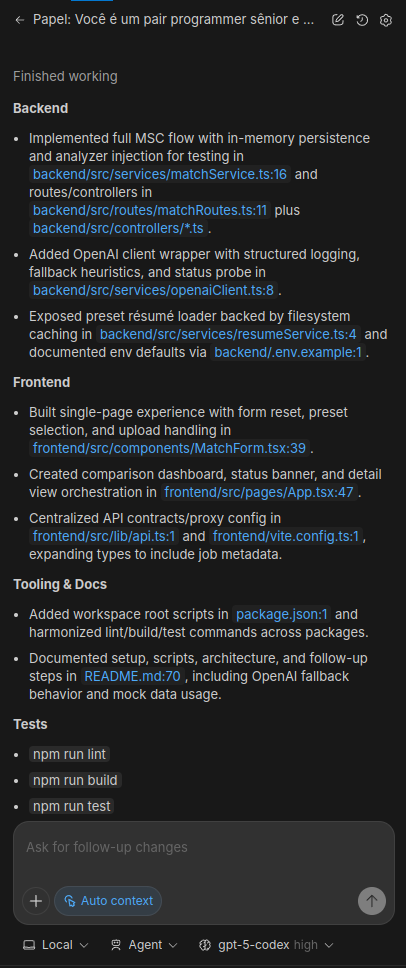 Papel: Você é um pair programmer sênior e ...
Finished working
Backend
Implemented full MSC flow with in-memory persistence
and analyzer injection for testing in
backend/src/services/matchService.ts:16 and
routes/controllers in
backend/src/routes/matchRoutes.ts:11 plus
backend/src/controllers/*.ts .
Added OpenAI client wrapper with structured logging,
fallback heuristics, and status probe in
backend/src/services/openaiClient.ts:8 .
Exposed preset résumé loader backed by filesystem
caching in backend/src/services/resumeService.ts:4 and
documented env defaults via backend/.env.example:1 .
Frontend
Built single-page experience with form reset, preset
selection, and upload handling in
frontend/src/components/MatchForm.tsx:39 .
Created comparison dashboard, status banner, and detail
view orchestration in frontend/src/pages/App.tsx:47 .
Centralized API contracts/proxy config in
frontend/src/lib/api.ts:1 and frontend/vite.config.ts:1 ,
expanding types to include job metadata.
Tooling & Docs
Added workspace root scripts in package.json:1 and
harmonized lint/build/test commands across packages.
Documented setup, scripts, architecture, and follow-up
steps in README.md:70 , including OpenAI fallback
behavior and mock data usage.
Tests
npm run lint
npm run build
npm run test
Ask for follow-up changes
Auto context
Local Agent gpt-5-codex high